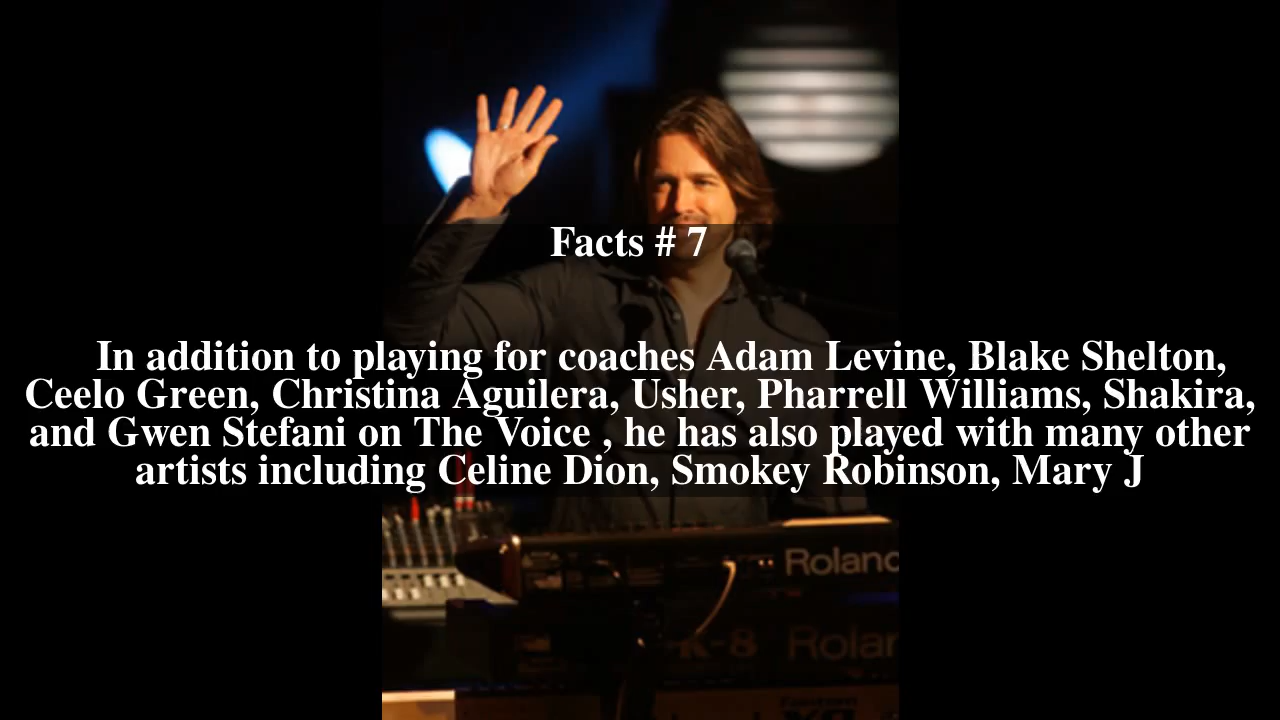 Facts # 7
In addition to playing for coaches Adam Levine, Blake Shelton,
Ceelo Green, Christina Aguilera, Usher, Pharrell Williams, Shakira,
and Gwen Stefani on The Voice , he has also played with many other
artists including Celine Dion, Smokey Robinson, Mary J
Roland
K-8 Rolan